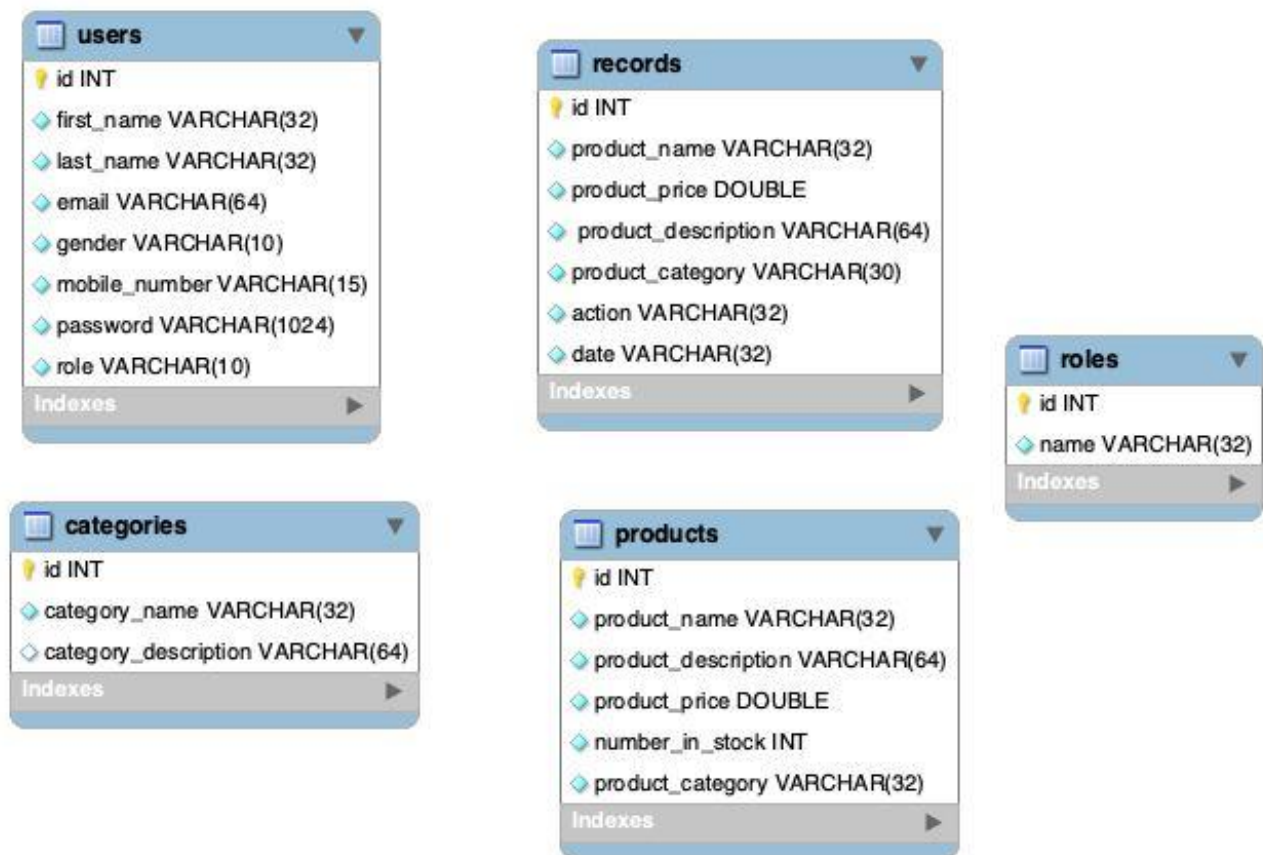 users
id INT
first_name VARCHAR(32)
last_name VARCHAR(32)
email VARCHAR(64)
gender VARCHAR(10)
mobile_number VARCHAR(15)
password VARCHAR(1024)
role VARCHAR(10)
Indexes
records
id INT
product_name VARCHAR(32)
product_price DOUBLE
product_description VARCHAR(64)
product_category VARCHAR(30)
action VARCHAR(32)
date VARCHAR(32)
Indexes
roles
id INT
name VARCHAR(32)
Indexes
categories
id INT
category_name VARCHAR(32)
category_description VARCHAR(64)
Indexes
products
id INT
product_name VARCHAR(32)
product_description VARCHAR(64)
product_price DOUBLE
number_in_stock INT
product_category VARCHAR(32)
Indexes